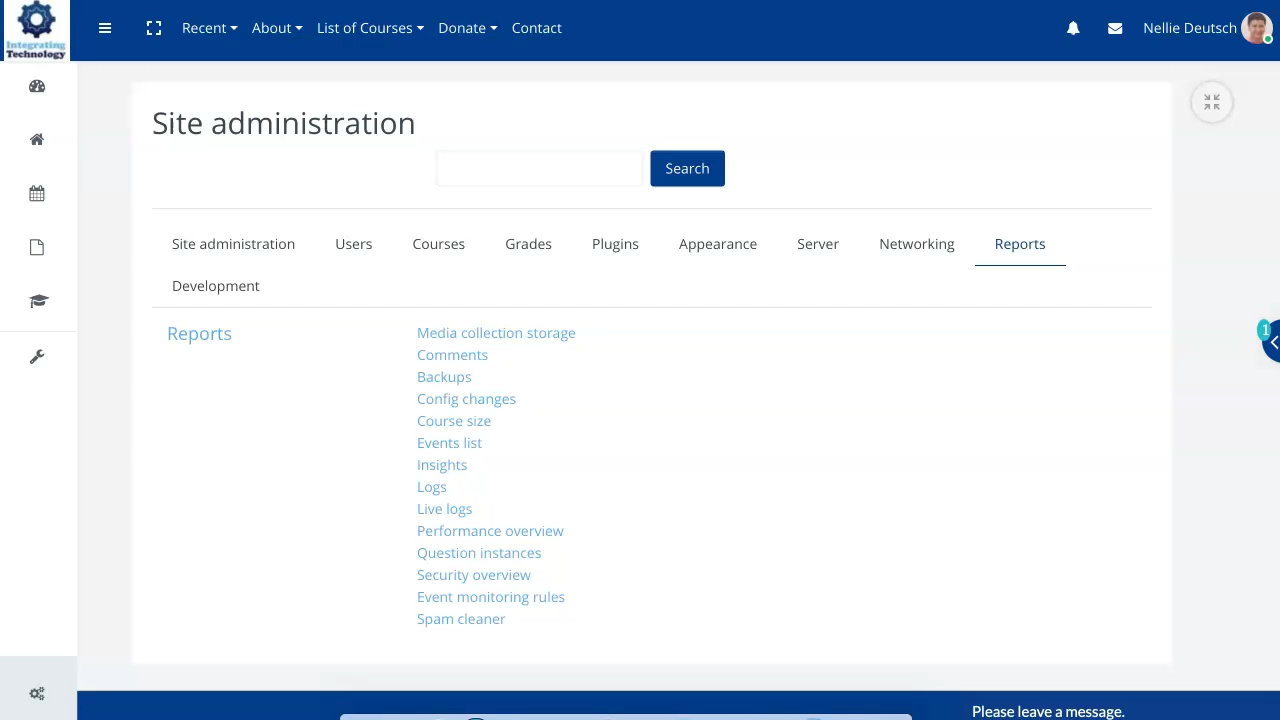 Integrating
Technology
Recent About List of Courses Donate Contact Nellie Deutsch
Site administration
Search
Site administration Users Courses Grades Plugins Appearance Server Networking Reports
Development
Reports
Media collection storage
Comments
Backups
Config changes
Course size
Events list
Insights
Logs
Live logs
Performance overview
Question instances
Security overview
Event monitoring rules
Spam cleaner
1
Please leave a message.